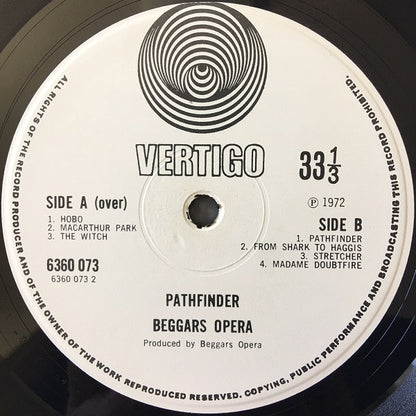 VERTIGO
33 1/3
℗ 1972
SIDE A (over)
1. HOBO
2. MACARTHUR PARK
3. THE WITCH
6360 073
6360 073 2
SIDE B
1. PATHFINDER
2. FROM SHARK TO HAGGIS
3. STRETCHER
4. MADAME DOUBTFIRE
PATHFINDER
BEGGARS OPERA
Produced by Beggars Opera
ALL RIGHTS OF THE RECORD PRODUCER AND OF THE OWNER OF THE WORK REPRODUCED RESERVED. COPYING, PUBLIC PERFORMANCE AND BROADCASTING THIS RECORD PROHIBITED.